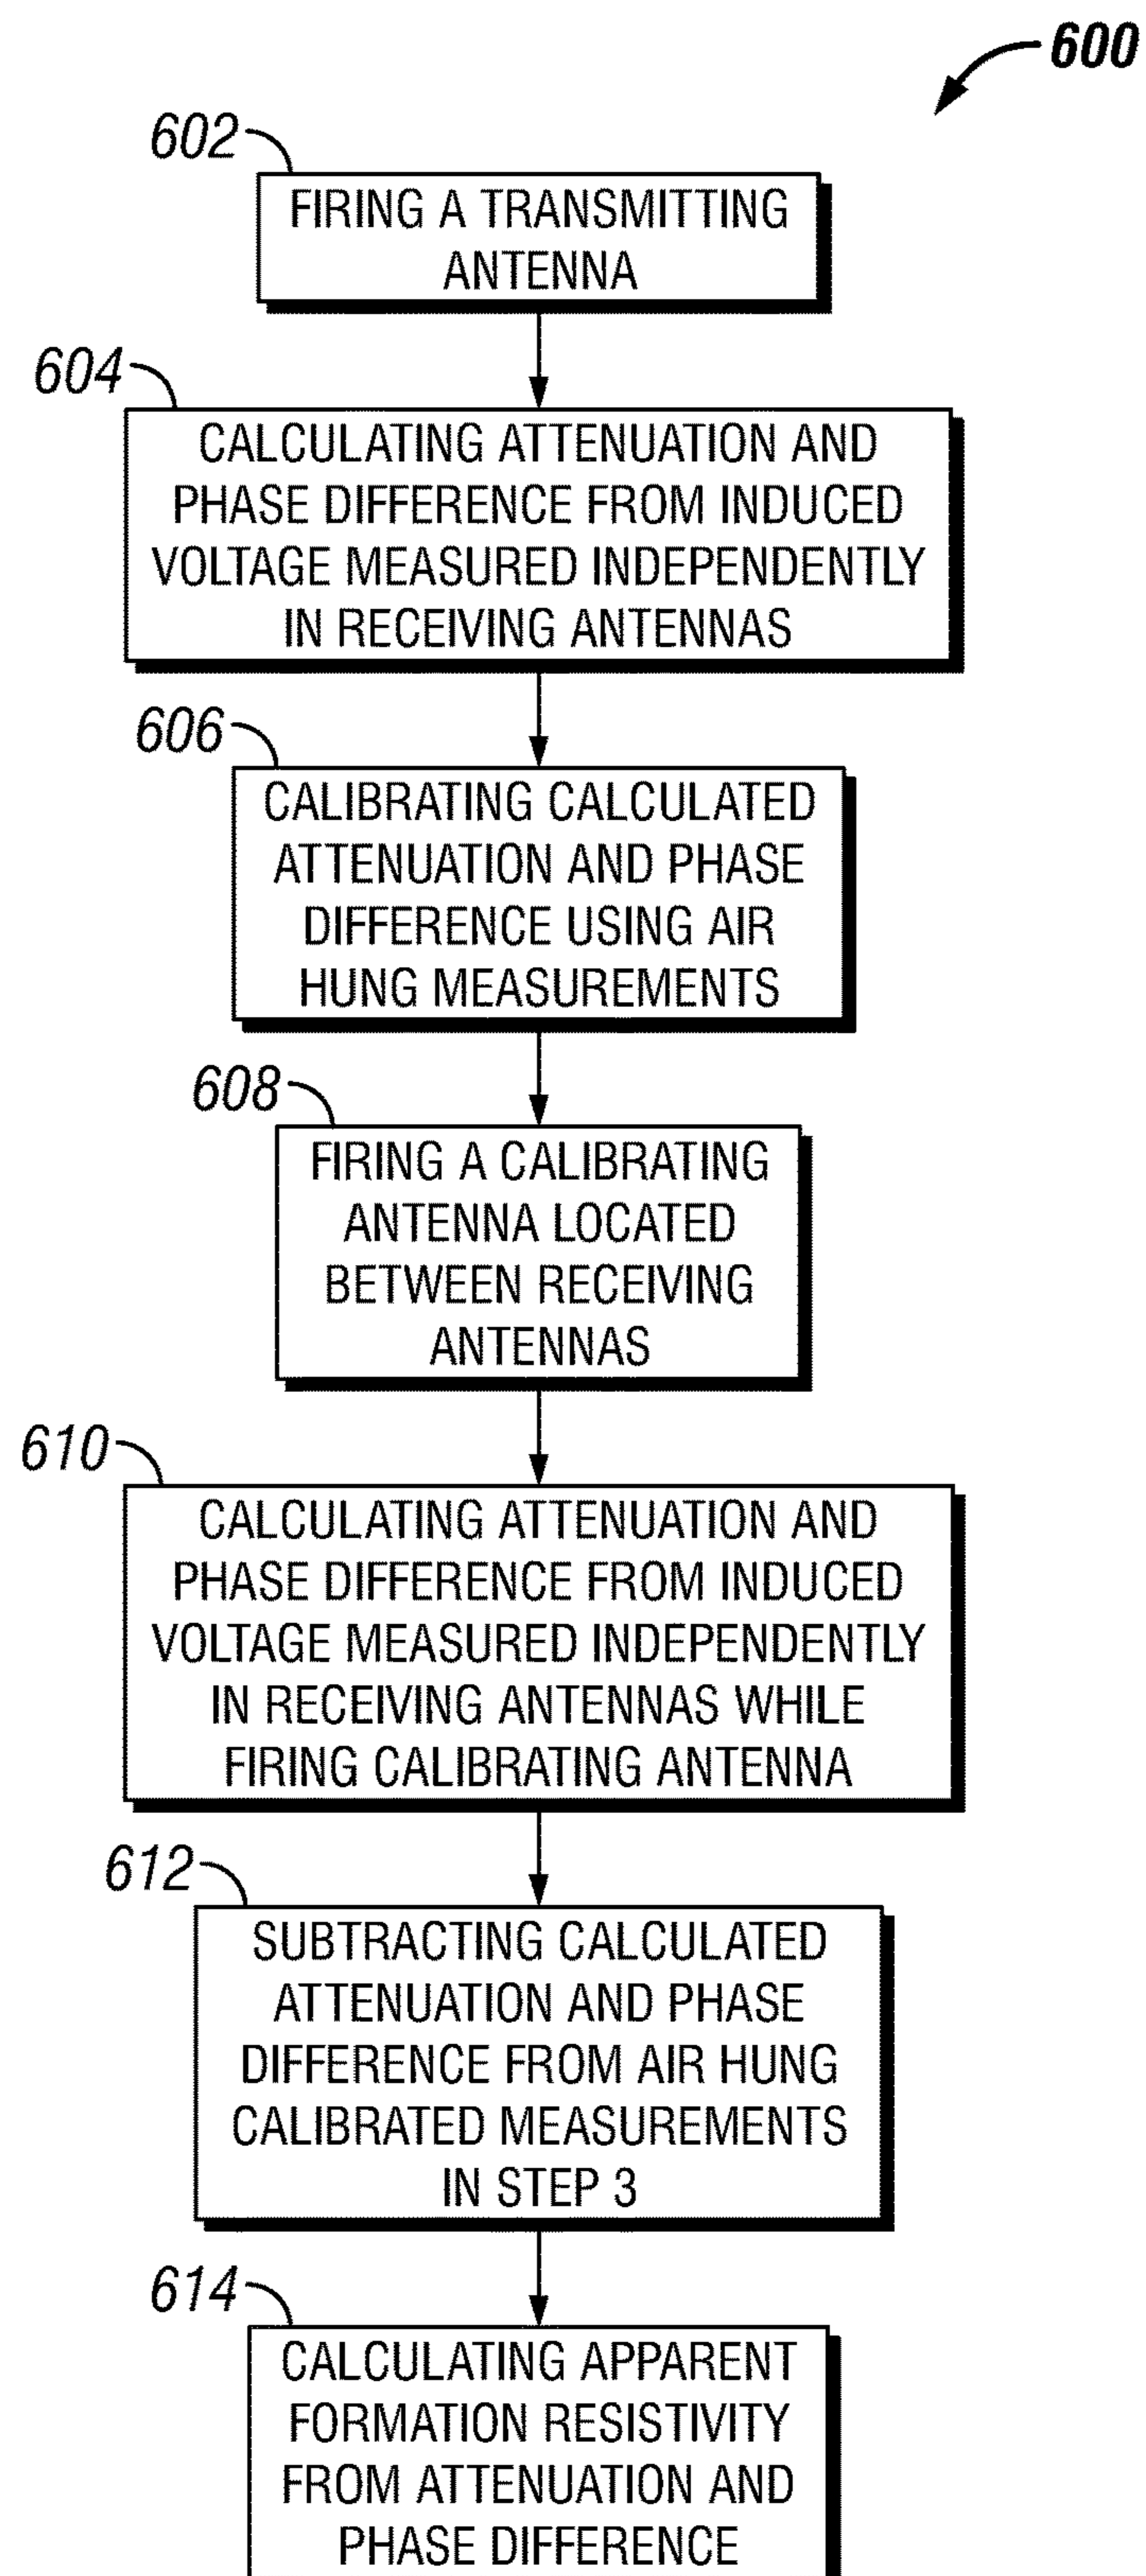 600
602
FIRING A TRANSMITTING
ANTENNA
604
CALCULATING ATTENUATION AND
PHASE DIFFERENCE FROM INDUCED
VOLTAGE MEASURED INDEPENDENTLY
IN RECEIVING ANTENNAS
606
CALIBRATING CALCULATED
ATTENUATION AND PHASE
DIFFERENCE USING AIR
HUNG MEASUREMENTS
608
FIRING A CALIBRATING
ANTENNA LOCATED
BETWEEN RECEIVING
ANTENNAS
610
CALCULATING ATTENUATION AND
PHASE DIFFERENCE FROM INDUCED
VOLTAGE MEASURED INDEPENDENTLY
IN RECEIVING ANTENNAS WHILE
FIRING CALIBRATING ANTENNA
612
SUBTRACTING CALCULATED
ATTENUATION AND PHASE
DIFFERENCE FROM AIR HUNG
CALIBRATED MEASUREMENTS
IN STEP 3
614
CALCULATING APPARENT
FORMATION RESISTIVITY
FROM ATTENUATION AND
PHASE DIFFERENCE